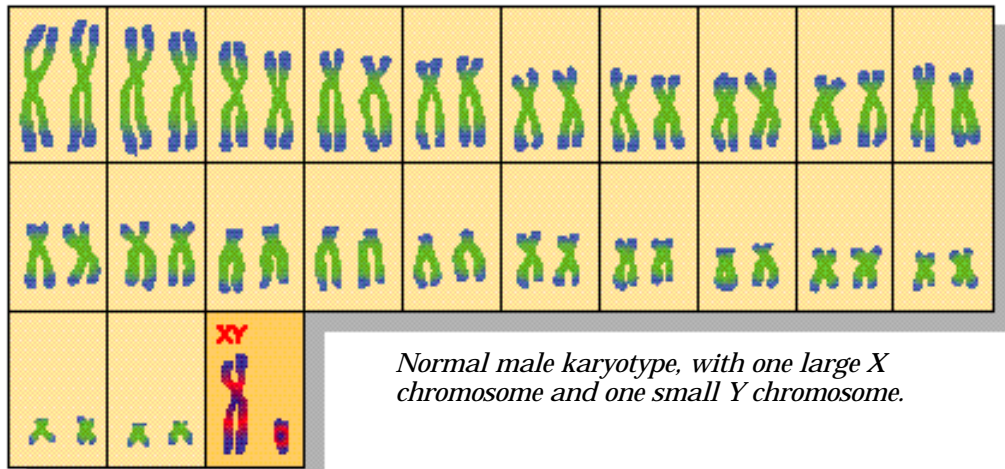 XY
Normal male karyotype, with one large X
chromosome and one small Y chromosome.